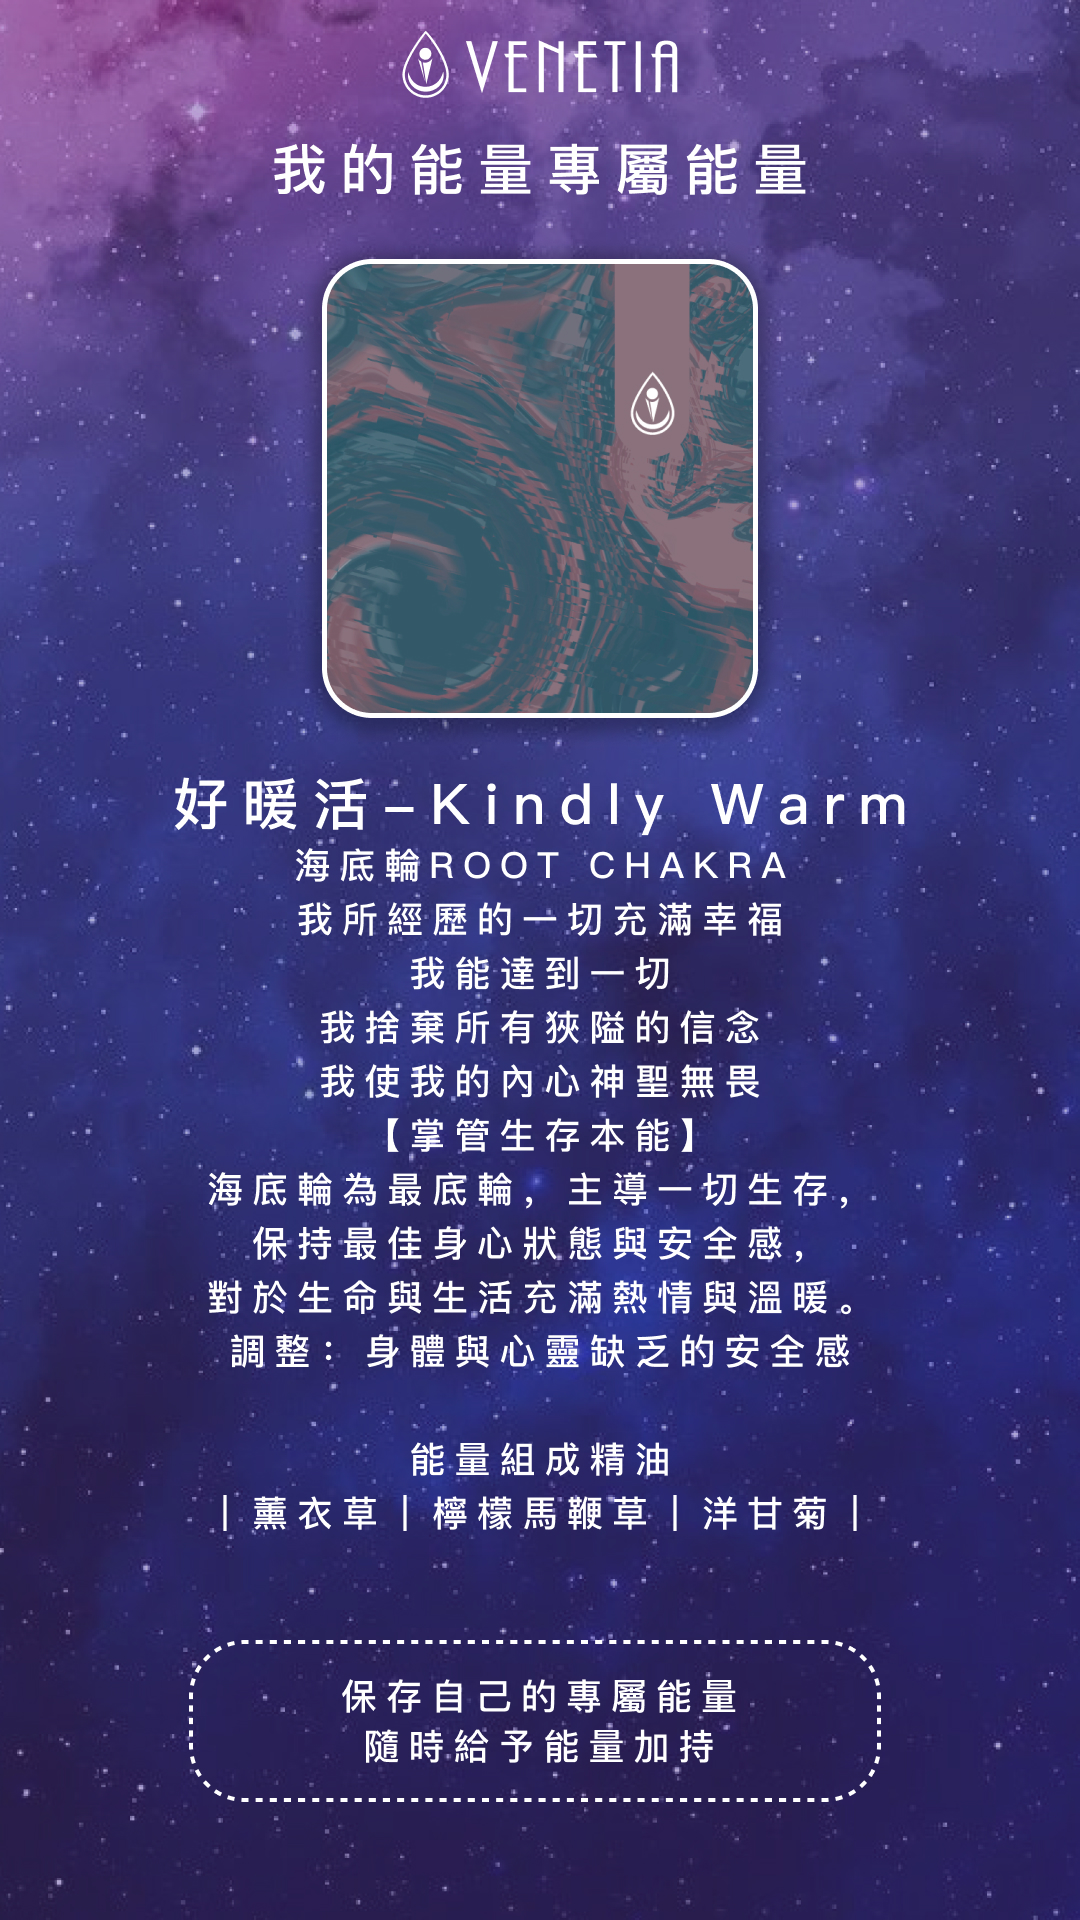 VENETIA
我的能量專屬能量
好暖活–Kindly Warm
海底輪ROOT CHAKRA
我所經歷的一切充滿幸福
我能達到一切
我捨棄所有狹隘的信念
我使我的內心神聖無畏
【掌管生存本能】
海底輪為最底輪，主導一切生存，
保持最佳身心狀態與安全感，
對於生命與生活充滿熱情與溫暖。
調整：身體與心靈缺乏的安全感
能量組成精油
｜薰衣草｜檸檬馬鞭草｜洋甘菊｜
保存自己的專屬能量
隨時給予能量加持